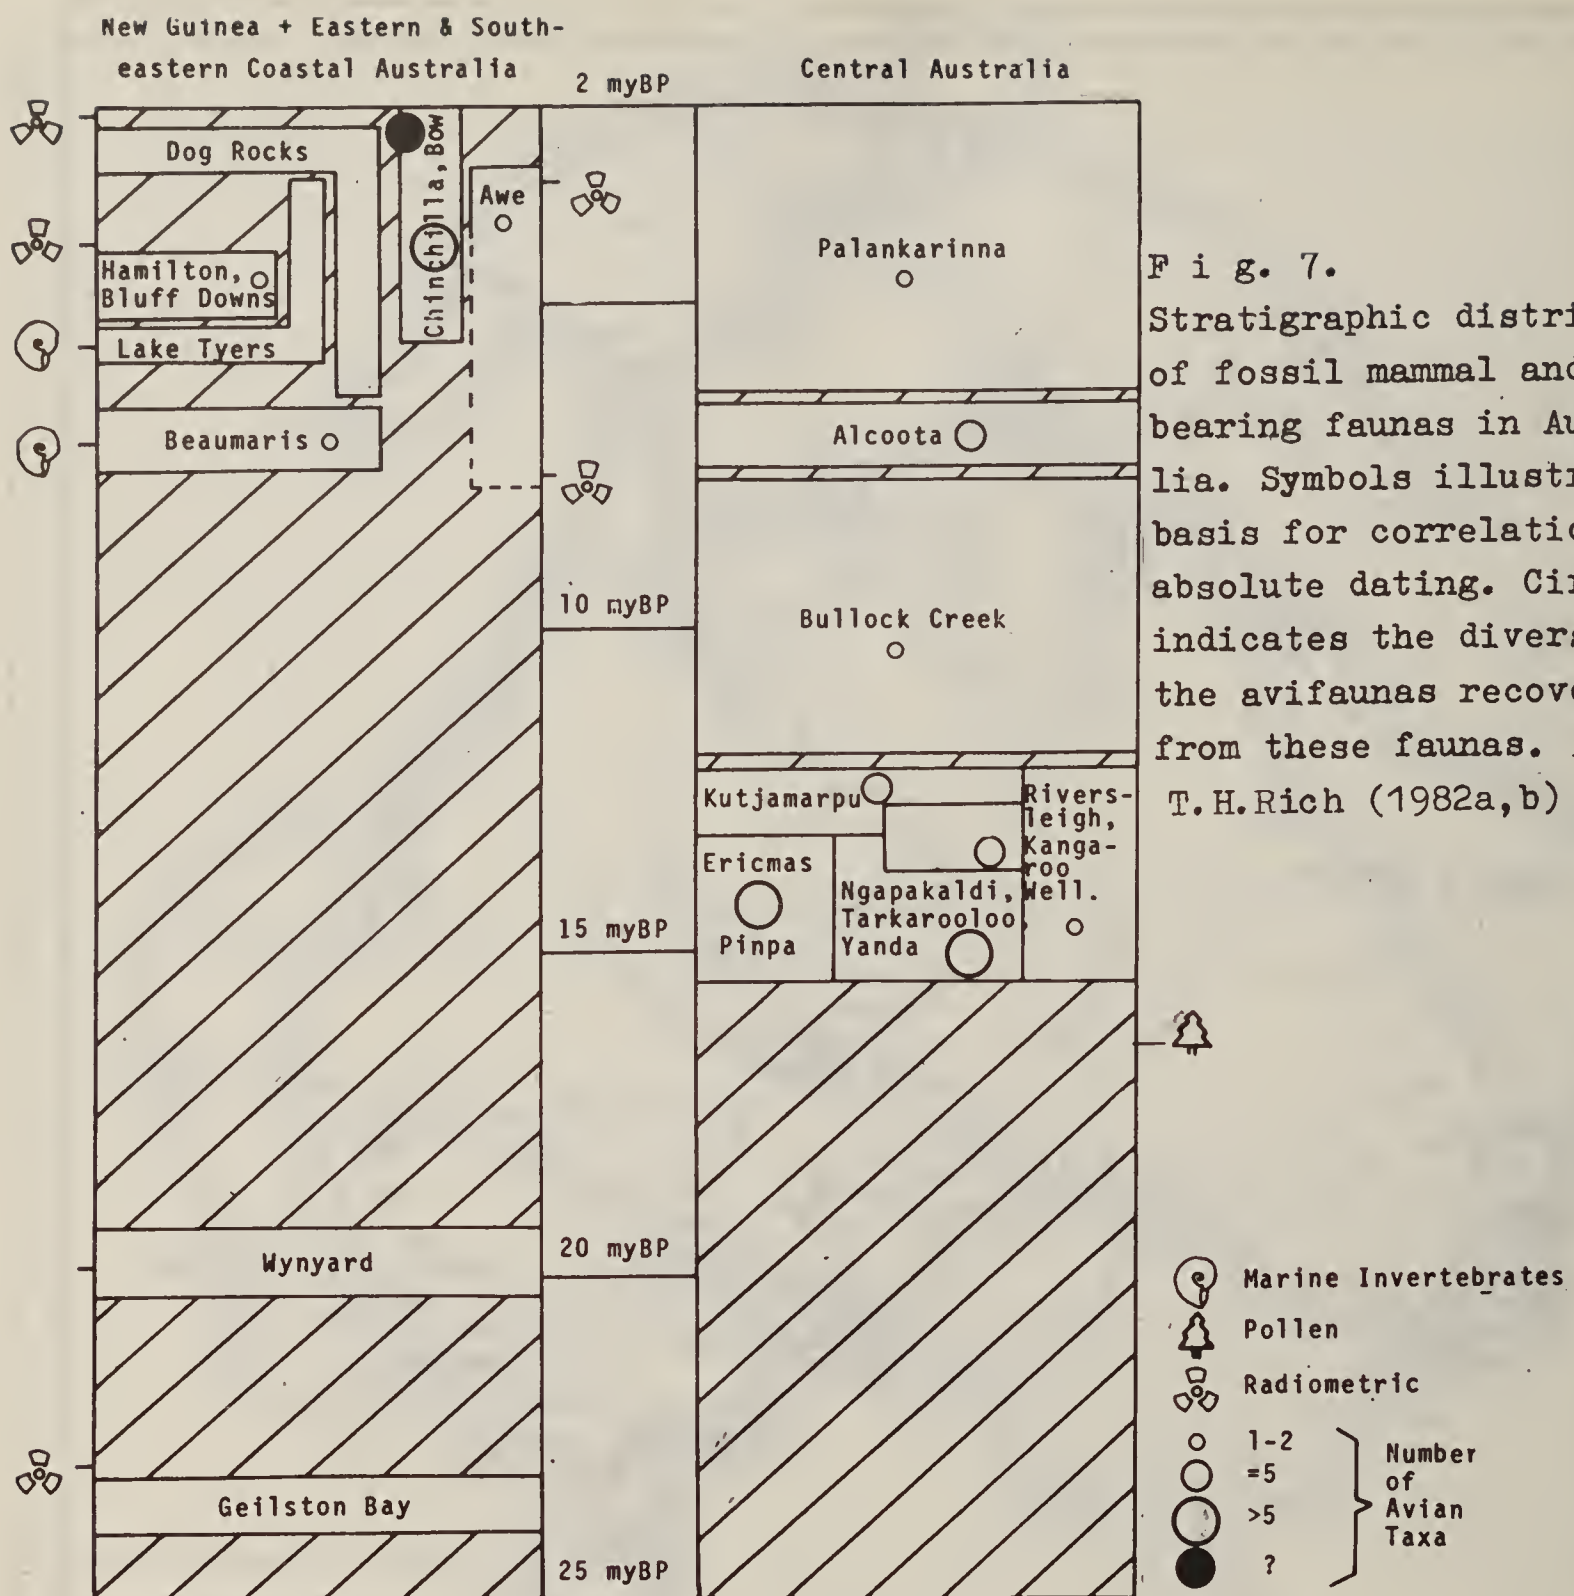 New Guinea + Eastern & South-
eastern Coastal Australia
2 myBP
Central Australia
Dog Rocks
Chinchilla, Bow
Awe
Hamilton,
Bluff Downs
Lake Tyers
Beaumaris
Palankarinna
Alcoota
10 myBP
Bullock Creek
Kutjamarpu
Rivers-
leigh,
Kanga-
roo
Well.
Ericmas
Pinpa
Ngapakaldi,
Tarkarooloo
Yanda
15 myBP
Wynyard
20 myBP
Geilston Bay
25 myBP
Fig. 7.
Stratigraphic distri
of fossil mammal and
bearing faunas in Au
lia. Symbols illustr
basis for correlatio
absolute dating. Cir
indicates the divers
the avifaunas recove
from these faunas.
T.H.Rich (1982a,b)
Marine Invertebrates
Pollen
Radiometric
1-2
=5
>5
?
Number
of
Avian
Taxa